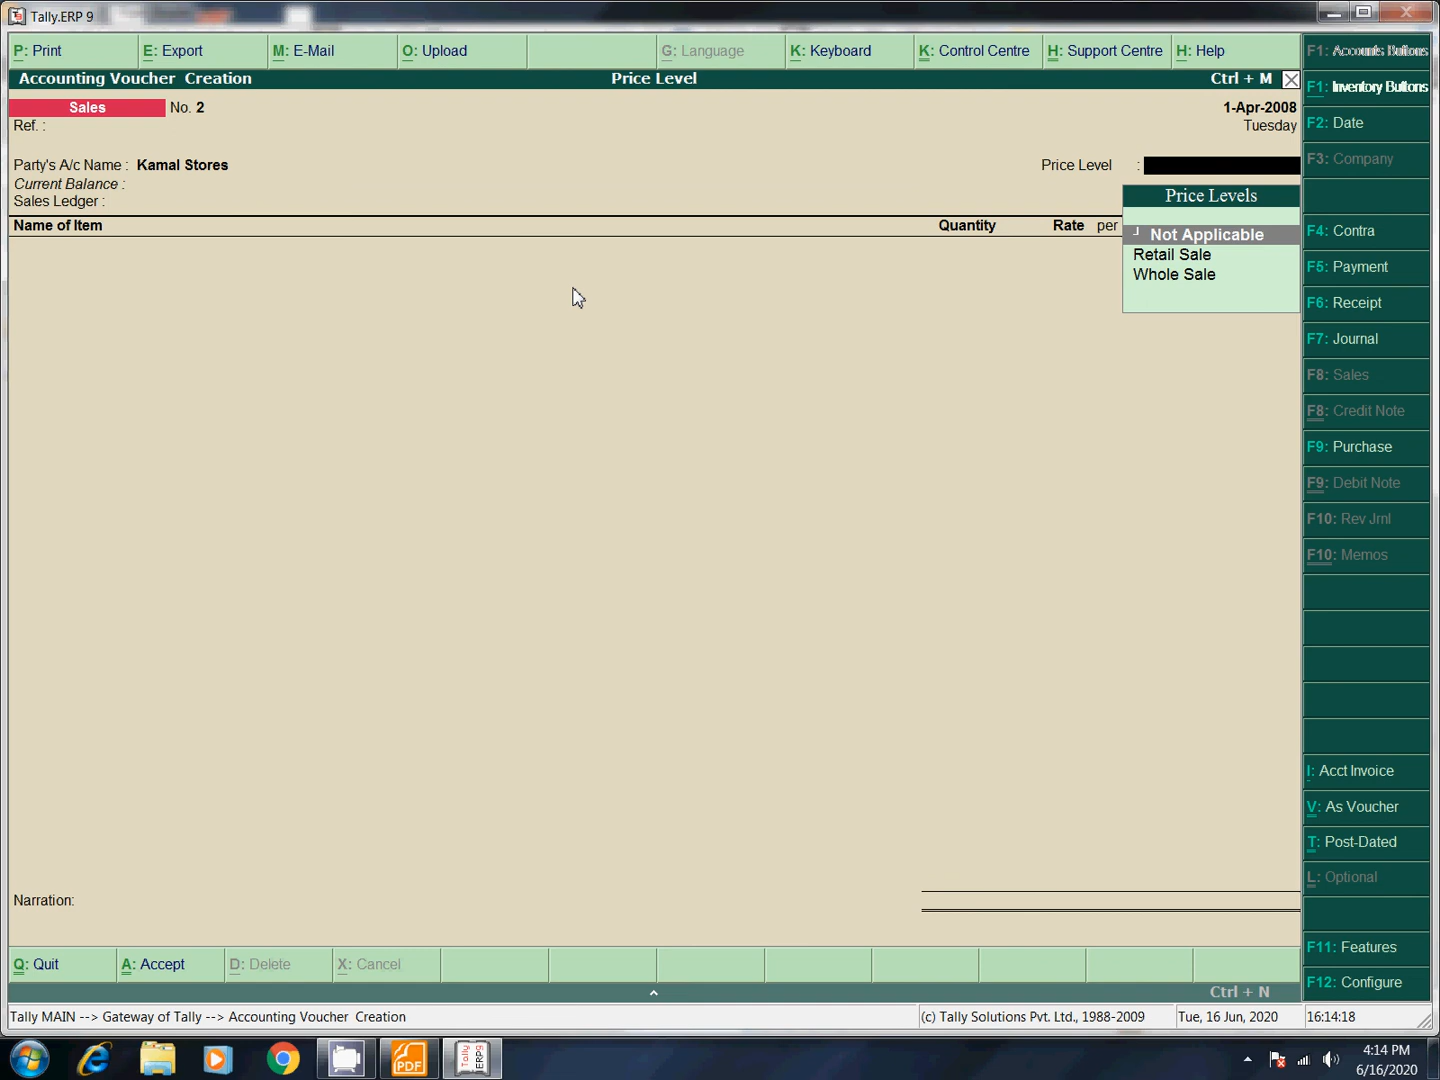 Tally.ERP 9
P: Print E: Export M: E-Mail O: Upload G: Language K: Keyboard K: Control Centre H: Support Centre H: Help
Accounting Voucher Creation Price Level Ctrl + M
Sales No. 2 1-Apr-2008
Ref. : Tuesday
Party's A/c Name : Kamal Stores Price Level :
Current Balance :
Sales Ledger :
Price Levels
Name of Item Quantity Rate per
Not Applicable
Retail Sale
Whole Sale
Narration:
F1: Accounts Buttons
F1: Inventory Buttons
F2: Date
F3: Company
F4: Contra
F5: Payment
F6: Receipt
F7: Journal
F8: Sales
F8: Credit Note
F9: Purchase
F9: Debit Note
F10: Rev Jrnl
F10: Memos
I: Acct Invoice
V: As Voucher
T: Post-Dated
L: Optional
F11: Features
F12: Configure
Q: Quit A: Accept D: Delete X: Cancel
Ctrl + N
Tally MAIN --> Gateway of Tally --> Accounting Voucher Creation (c) Tally Solutions Pvt. Ltd., 1988-2009 Tue, 16 Jun, 2020 16:14:18
PDF
Tally ERP9
4:14 PM
6/16/2020